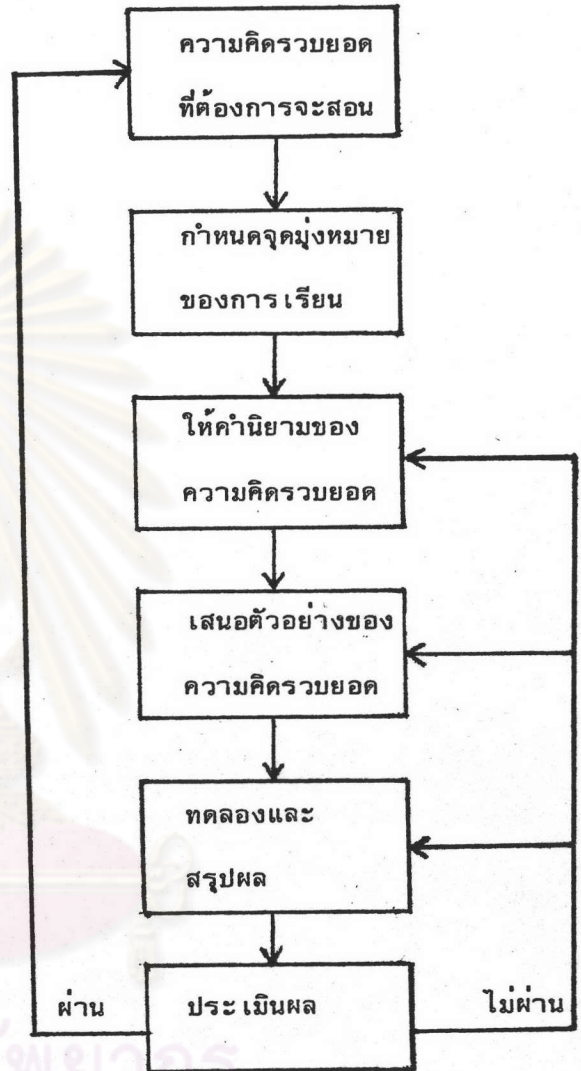 ความคิดรวบยอด
ที่ต้องการจะสอน
กำหนดจุดมุ่งหมาย
ของการเรียน
ให้คำนิยามของ
ความคิดรวบยอด
เสนอตัวอย่างของ
ความคิดรวบยอด
ทดลองและ
สรุปผล
ผ่าน
ประเมินผล
ไม่ผ่าน